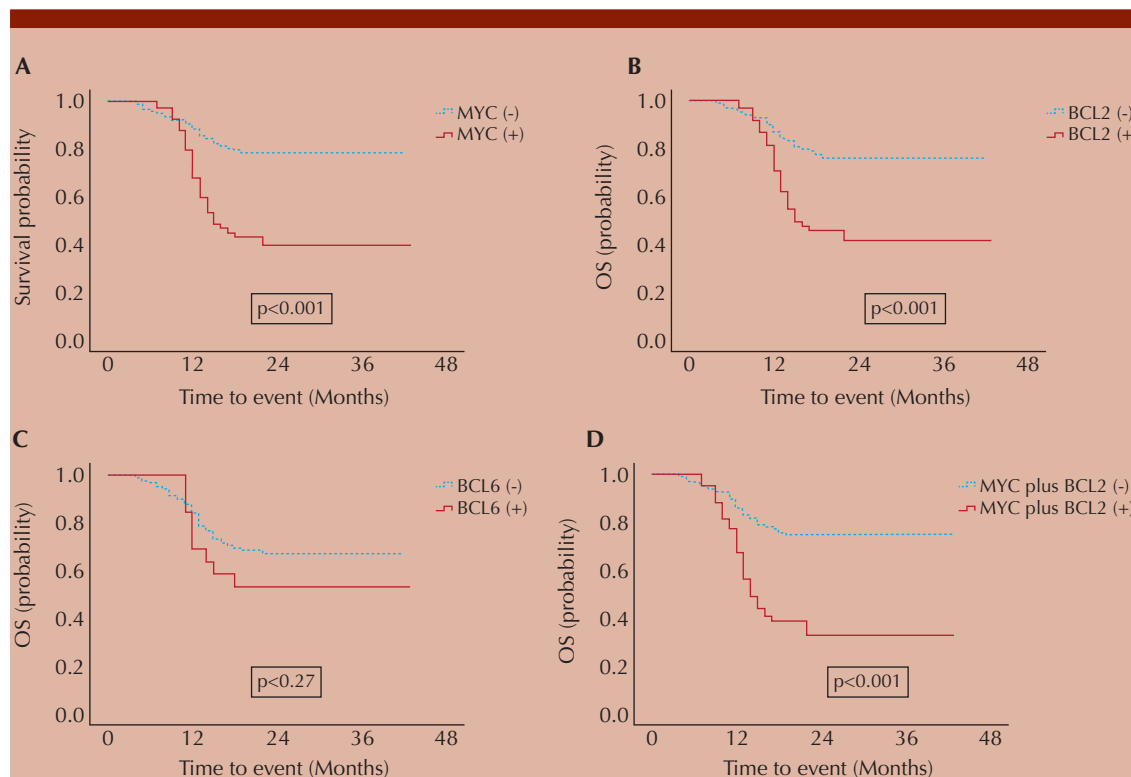 A
Survival probability
1.0
0.8
0.6
0.4
0.2
0.0
MYC (-)
MYC (+)
p<0.001
0 12 24 36 48
Time to event (Months)
B
OS (probability)
1.0
0.8
0.6
0.4
0.2
0.0
BCL2 (-)
BCL2 (+
p<0.001
0 12 24 36 48
Time to event (Months)
C
OS (probability)
1.0
0.8
0.6
0.4
0.2
0.0
BCL6 (-)
BCL6 (+)
p<0.27
0 12 24 36 48
Time to event (Months)
D
OS (probability)
1.0
0.8
0.6
0.4
0.2
0.0
MYC plus BCL2 (-)
MYC plus BCL2 (+)
p<0.001
0 12 24 36 48
Time to event (Months)